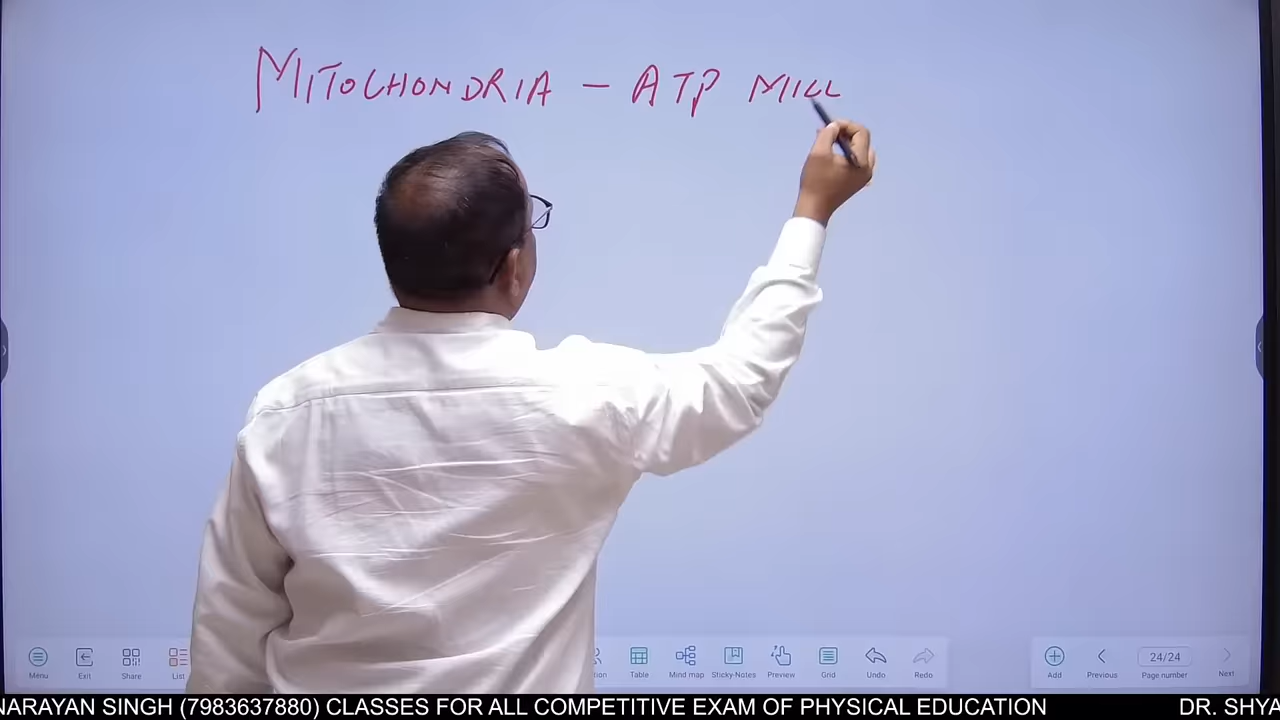 MITOCHONDRIA – ATP MILL
Menu Exit Share List Table Mind map Sticky-Notes Preview Grid Undo Redo Add Previous 24/24 Page number Next
NARAYAN SINGH (7983637880) CLASSES FOR ALL COMPETITIVE EXAM OF PHYSICAL EDUCATION DR. SHYA